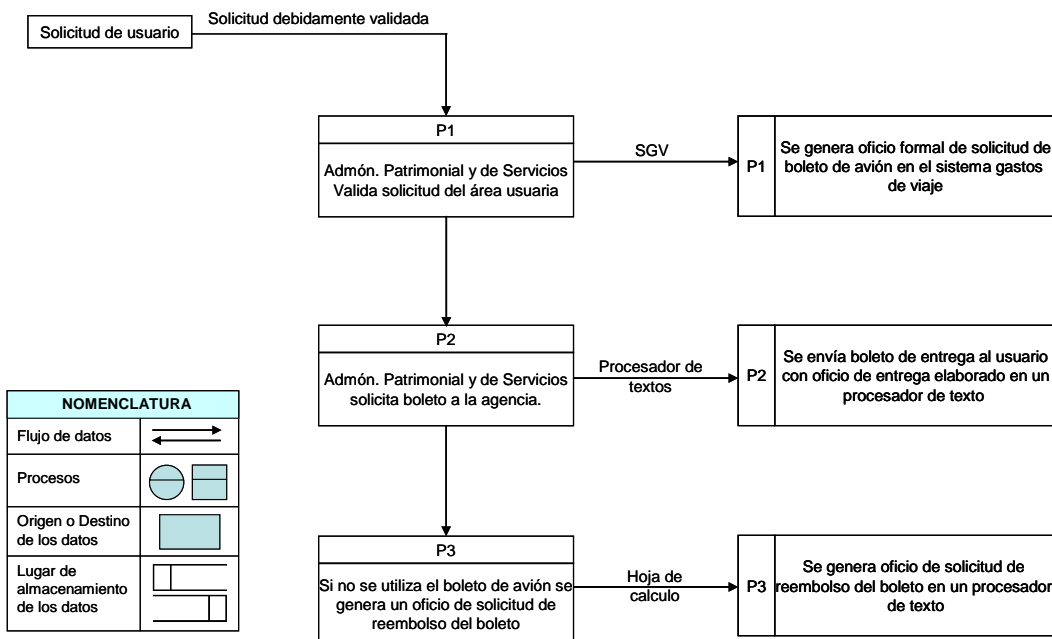 Solicitud de usuario
Solicitud debidamente validada
P1
Admón. Patrimonial y de Servicios
Valida solicitud del área usuaria
SGV
P1
Se genera oficio formal de solicitud de
boleto de avión en el sistema gastos
de viaje
P2
Admón. Patrimonial y de Servicios
solicita boleto a la agencia.
Procesador de
textos
P2
Se envía boleto de entrega al usuario
con oficio de entrega elaborado en un
procesador de texto
P3
Si no se utiliza el boleto de avión se
genera un oficio de solicitud de
reembolso del boleto
Hoja de
calculo
P3
Se genera oficio de solicitud de
reembolso del boleto en un procesador
de texto
NOMENCLATURA
Flujo de datos
Procesos
Origen o Destino
de los datos
Lugar de
almacenamiento
de los datos